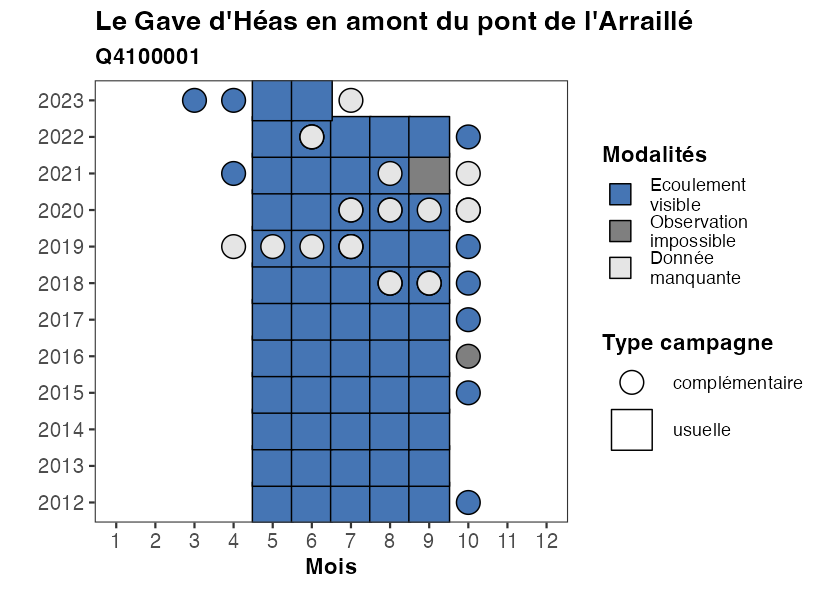 Le Gave d'Héas en amont du pont de l'Arraillé
Q4100001
2023
2022
2021
2020
2019
2018
2017
2016
2015
2014
2013
2012
1 2 3 4 5 6 7 8 9 10 11 12
Mois
Modalités
Ecoulement
visible
Observation
impossible
Donnée
manquante
Type campagne
complémentaire
usuelle